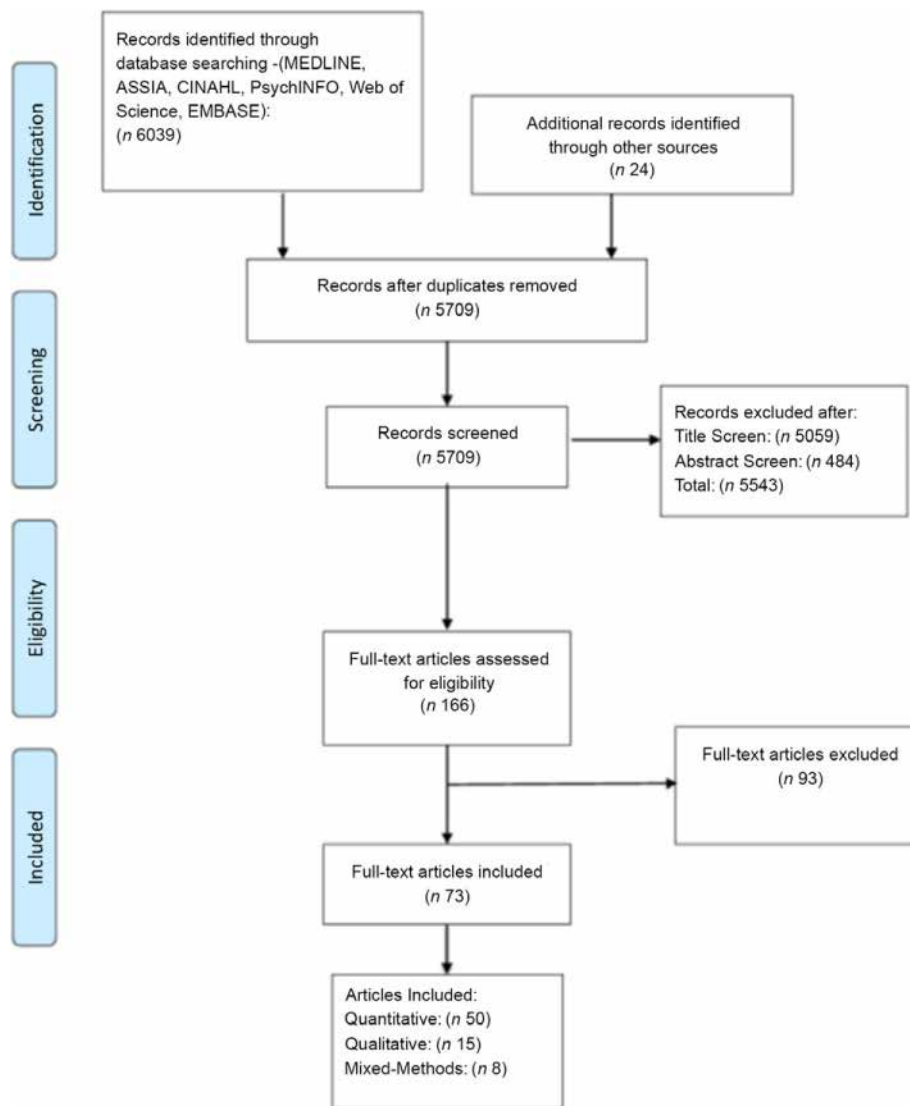 Identification
Records identified through
database searching -(MEDLINE,
ASSIA, CINAHL, PsychINFO, Web of
Science, EMBASE):
(n 6039)
Additional records identified
through other sources
(n 24)
Screening
Records after duplicates removed
(n 5709)
Records screened
(n 5709)
Records excluded after:
Title Screen: (n 5059)
Abstract Screen: (n 484)
Total: (n 5543)
Eligibility
Full-text articles assessed
for eligibility
(n 166)
Full-text articles excluded
(n 93)
Included
Full-text articles included
(n 73)
Articles Included:
Quantitative: (n 50)
Qualitative: (n 15)
Mixed-Methods: (n 8)